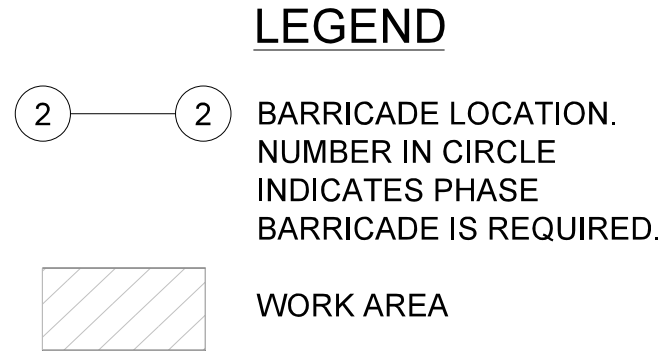 LEGEND
2 2 BARRICADE LOCATION.
NUMBER IN CIRCLE
INDICATES PHASE
BARRICADE IS REQUIRED.
WORK AREA